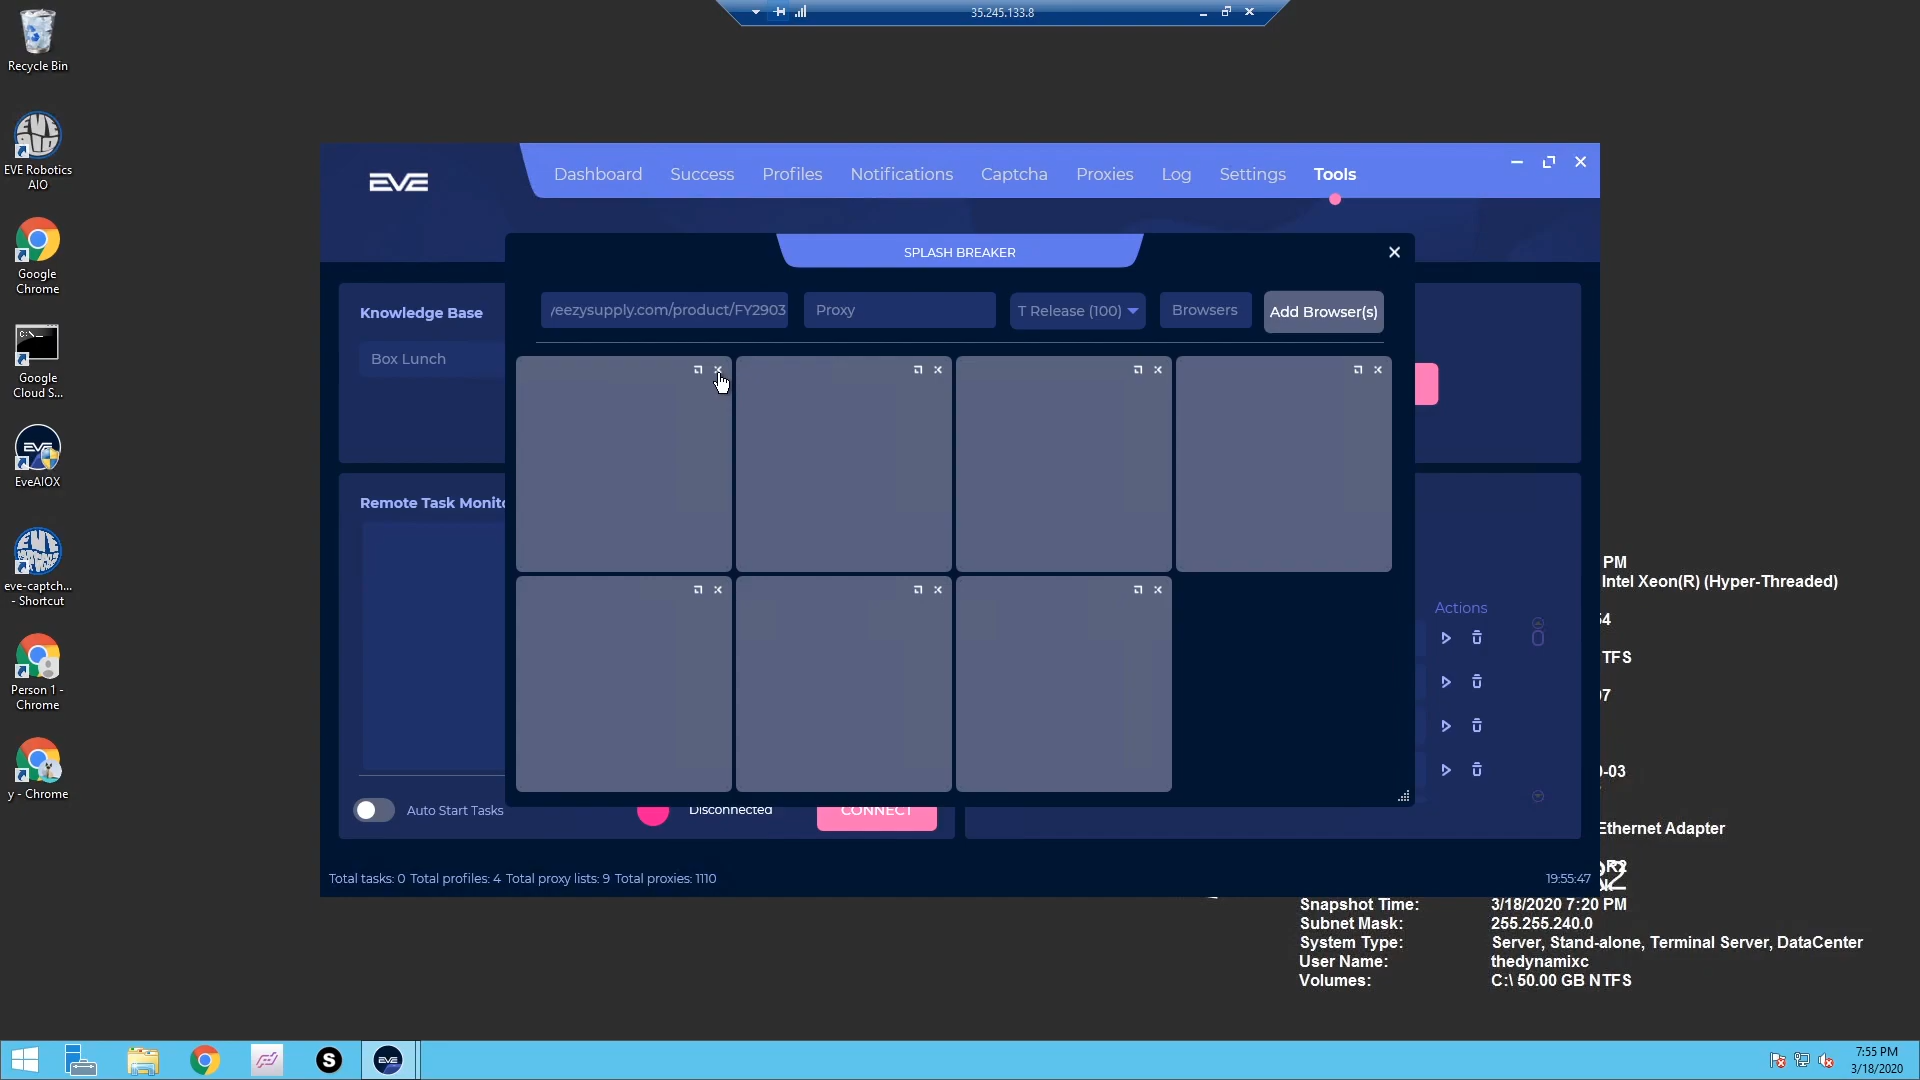 35.245.133.8
Recycle Bin
EVE Robotics
AIO
Google
Chrome
Google
Cloud S...
EveAIOX
eve-captch...
- Shortcut
Person 1 -
Chrome
y - Chrome
EVE
Dashboard Success Profiles Notifications Captcha Proxies Log Settings Tools
SPLASH BREAKER
Knowledge Base
Box Lunch
/eezysupply.com/product/FY2903 Proxy T Release (100) Browsers Add Browser(s)
Remote Task Monito
Actions
Auto Start Tasks
Disconnected
CONNECT
Total tasks: 0 Total profiles: 4 Total proxy lists: 9 Total proxies: 1110
19:55:47
PM
Intel Xeon(R) (Hyper-Threaded)
TFS
Ethernet Adapter
R2
Snapshot Time: 3/18/2020 7:20 PM
Subnet Mask: 255.255.240.0
System Type: Server, Stand-alone, Terminal Server, DataCenter
User Name: thedynamixc
Volumes: C:\ 50.00 GB NTFS
7:55 PM
3/18/2020